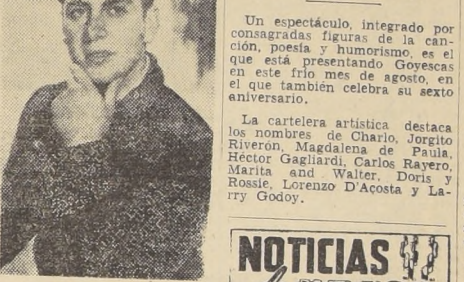 Un espectáculo, integrado por
consagradas figuras de la can-
ción, poesía y humorismo, es el
que está presentando Goyescas
en este frío mes de agosto, en
el que también celebra su sexto
aniversario.
La cartelera artística destaca
los nombres de Charlo, Jorgito
Riverón, Magdalena de Paula,
Héctor Gagliardi, Carlos Rayero,
Marita and Walter, Doris y
Rossie, Lorenzo D'Acosta y La-
rry Godoy.
NOTICIAS